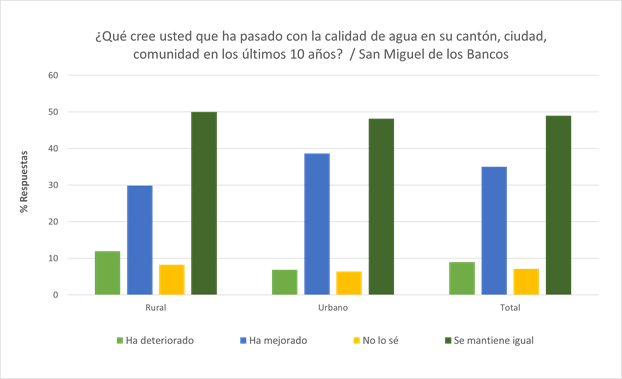 ¿Qué cree usted que ha pasado con la calidad de agua en su cantón, ciudad,
comunidad en los últimos 10 años?  / San Miguel de los Bancos
60
50
40
30
20
10
0
% Respuestas
Rural
Urbano
Total
Ha deteriorado
Ha mejorado
No lo sé
Se mantiene igual